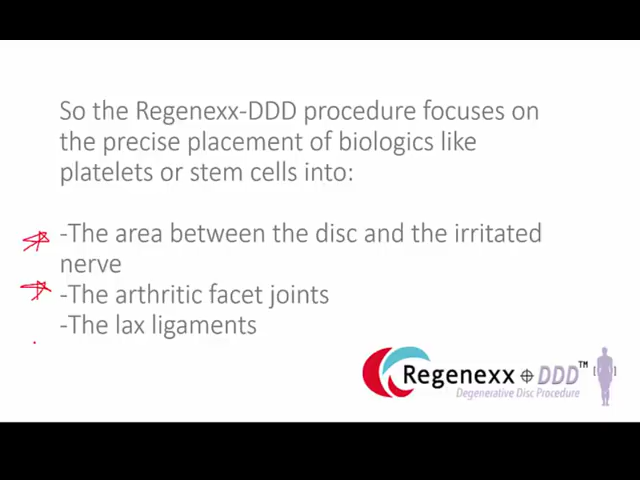 So the Regenexx-DDD procedure focuses on
the precise placement of biologics like
platelets or stem cells into:
-The area between the disc and the irritated
nerve
-The arthritic facet joints
-The lax ligaments
Regenexx DDD™
Degenerative Disc Procedure